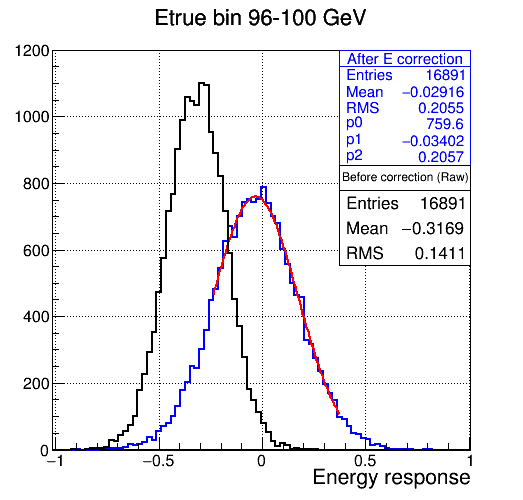 Etrue bin 96-100 GeV
After E correction
Entries 16891
Mean −0.02916
RMS 0.2055
p0 759.6
p1 −0.03402
p2 0.2057
Before correction (Raw)
Entries 16891
Mean −0.3169
RMS 0.1411
1200
1000
800
600
400
200
0
−1 −0.5 0 0.5 1
Energy response